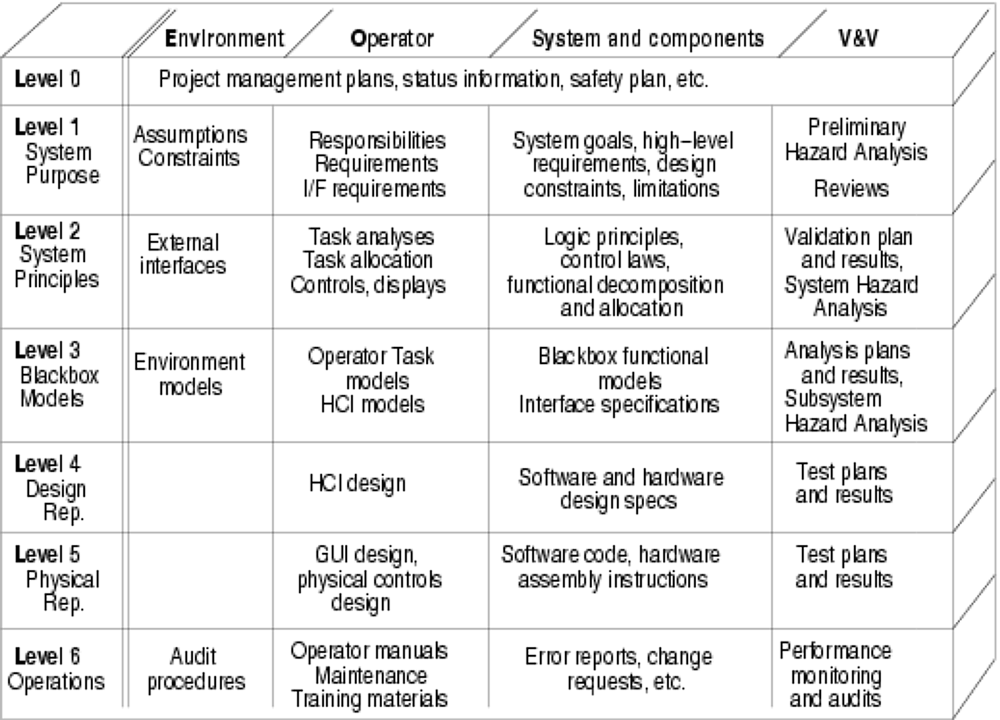 Environment Operator System and components V&V
Level 0 Project management plans, status information, safety plan, etc.
Level 1
System
Purpose
Assumptions
Constraints
Responsibilities
Requirements
I/F requirements
System goals, high–level
requirements, design
constraints, limitations
Preliminary
Hazard Analysis
Reviews
Level 2
System
Principles
External
interfaces
Task analyses
Task allocation
Controls, displays
Logic principles,
control laws,
functional decomposition
and allocation
Validation plan
and results,
System Hazard
Analysis
Level 3
Blackbox
Models
Environment
models
Operator Task
models
HCI models
Blackbox functional
models
Interface specifications
Analysis plans
and results,
Subsystem
Hazard Analysis
Level 4
Design
Rep.
HCI design
Software and hardware
design specs
Test plans
and results
Level 5
Physical
Rep.
GUI design,
physical controls
design
Software code, hardware
assembly instructions
Test plans
and results
Level 6
Operations
Audit
procedures
Operator manuals
Maintenance
Training materials
Error reports, change
requests, etc.
Performance
monitoring
and audits